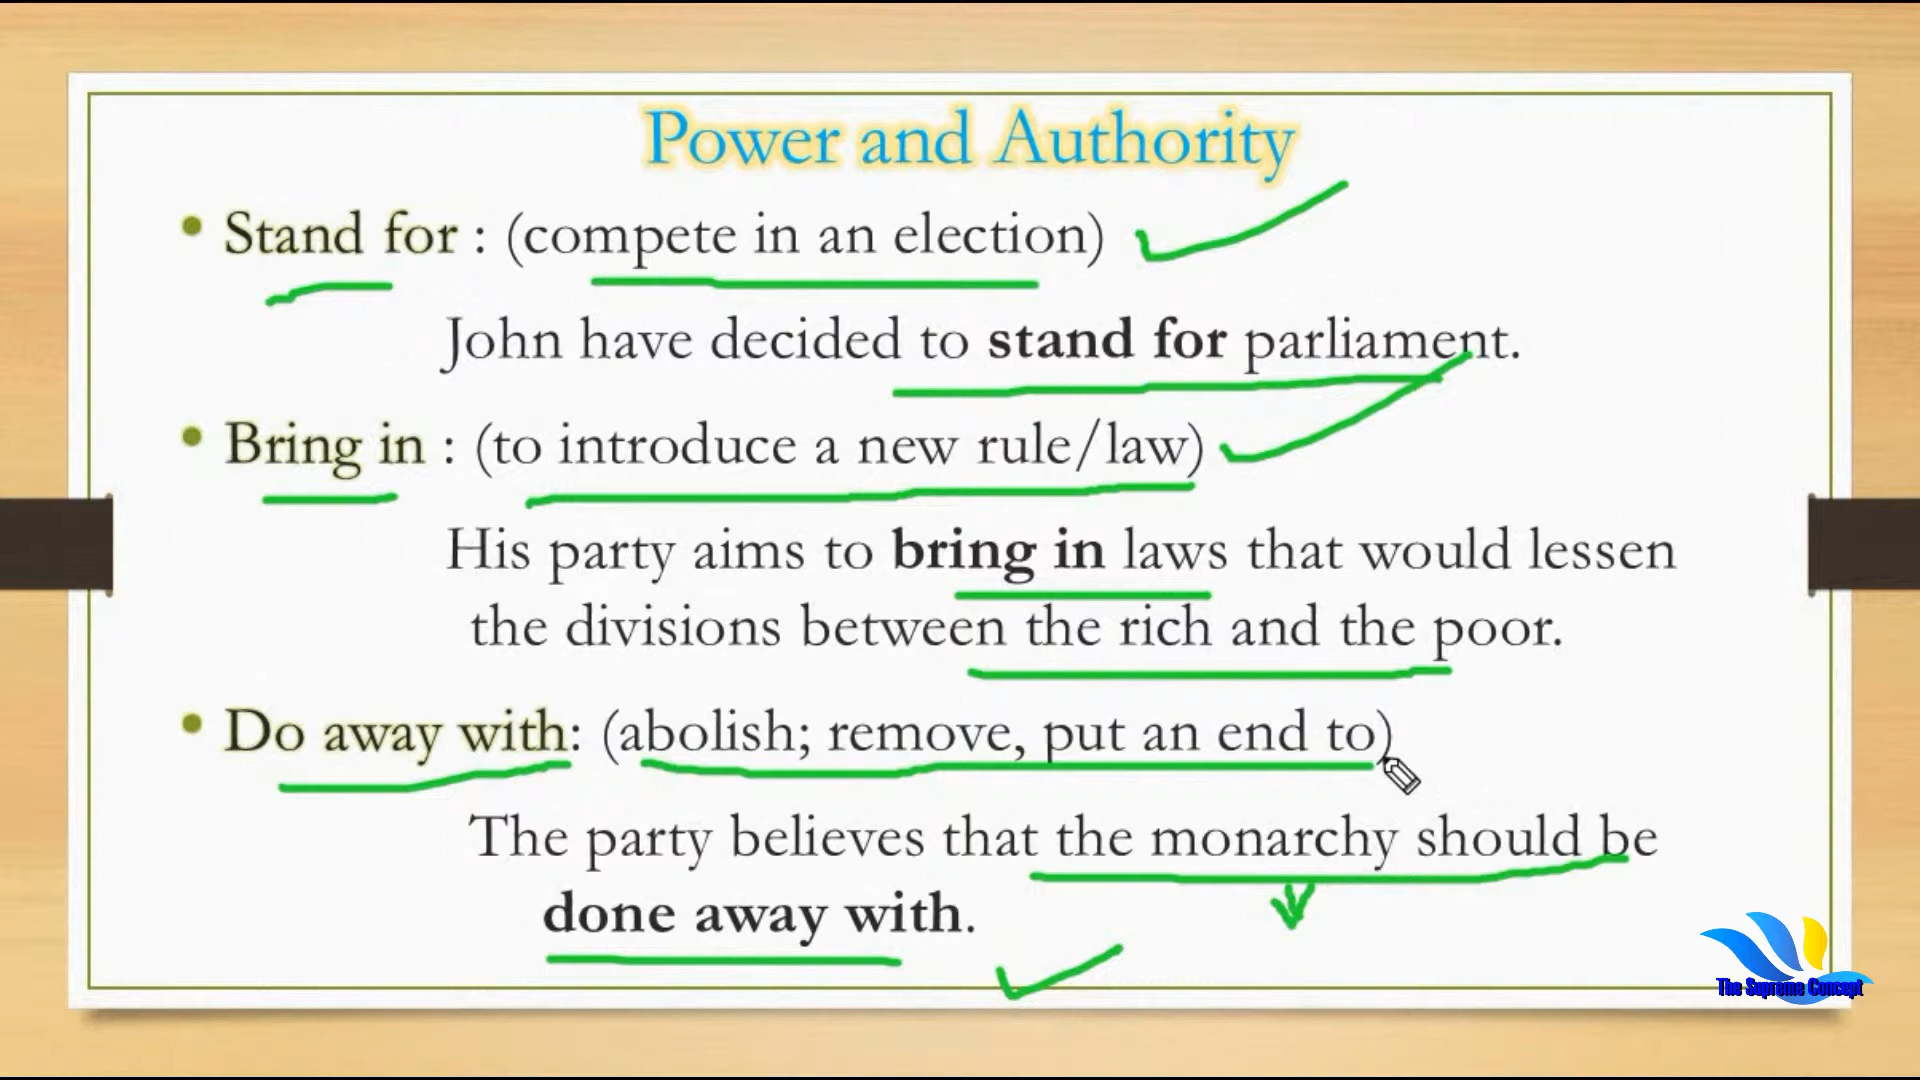 Power and Authority
• Stand for : (compete in an election)
John have decided to stand for parliament.
• Bring in : (to introduce a new rule/law)
His party aims to bring in laws that would lessen
the divisions between the rich and the poor.
• Do away with: (abolish; remove, put an end to)
The party believes that the monarchy should be
done away with.
The Supreme Concept